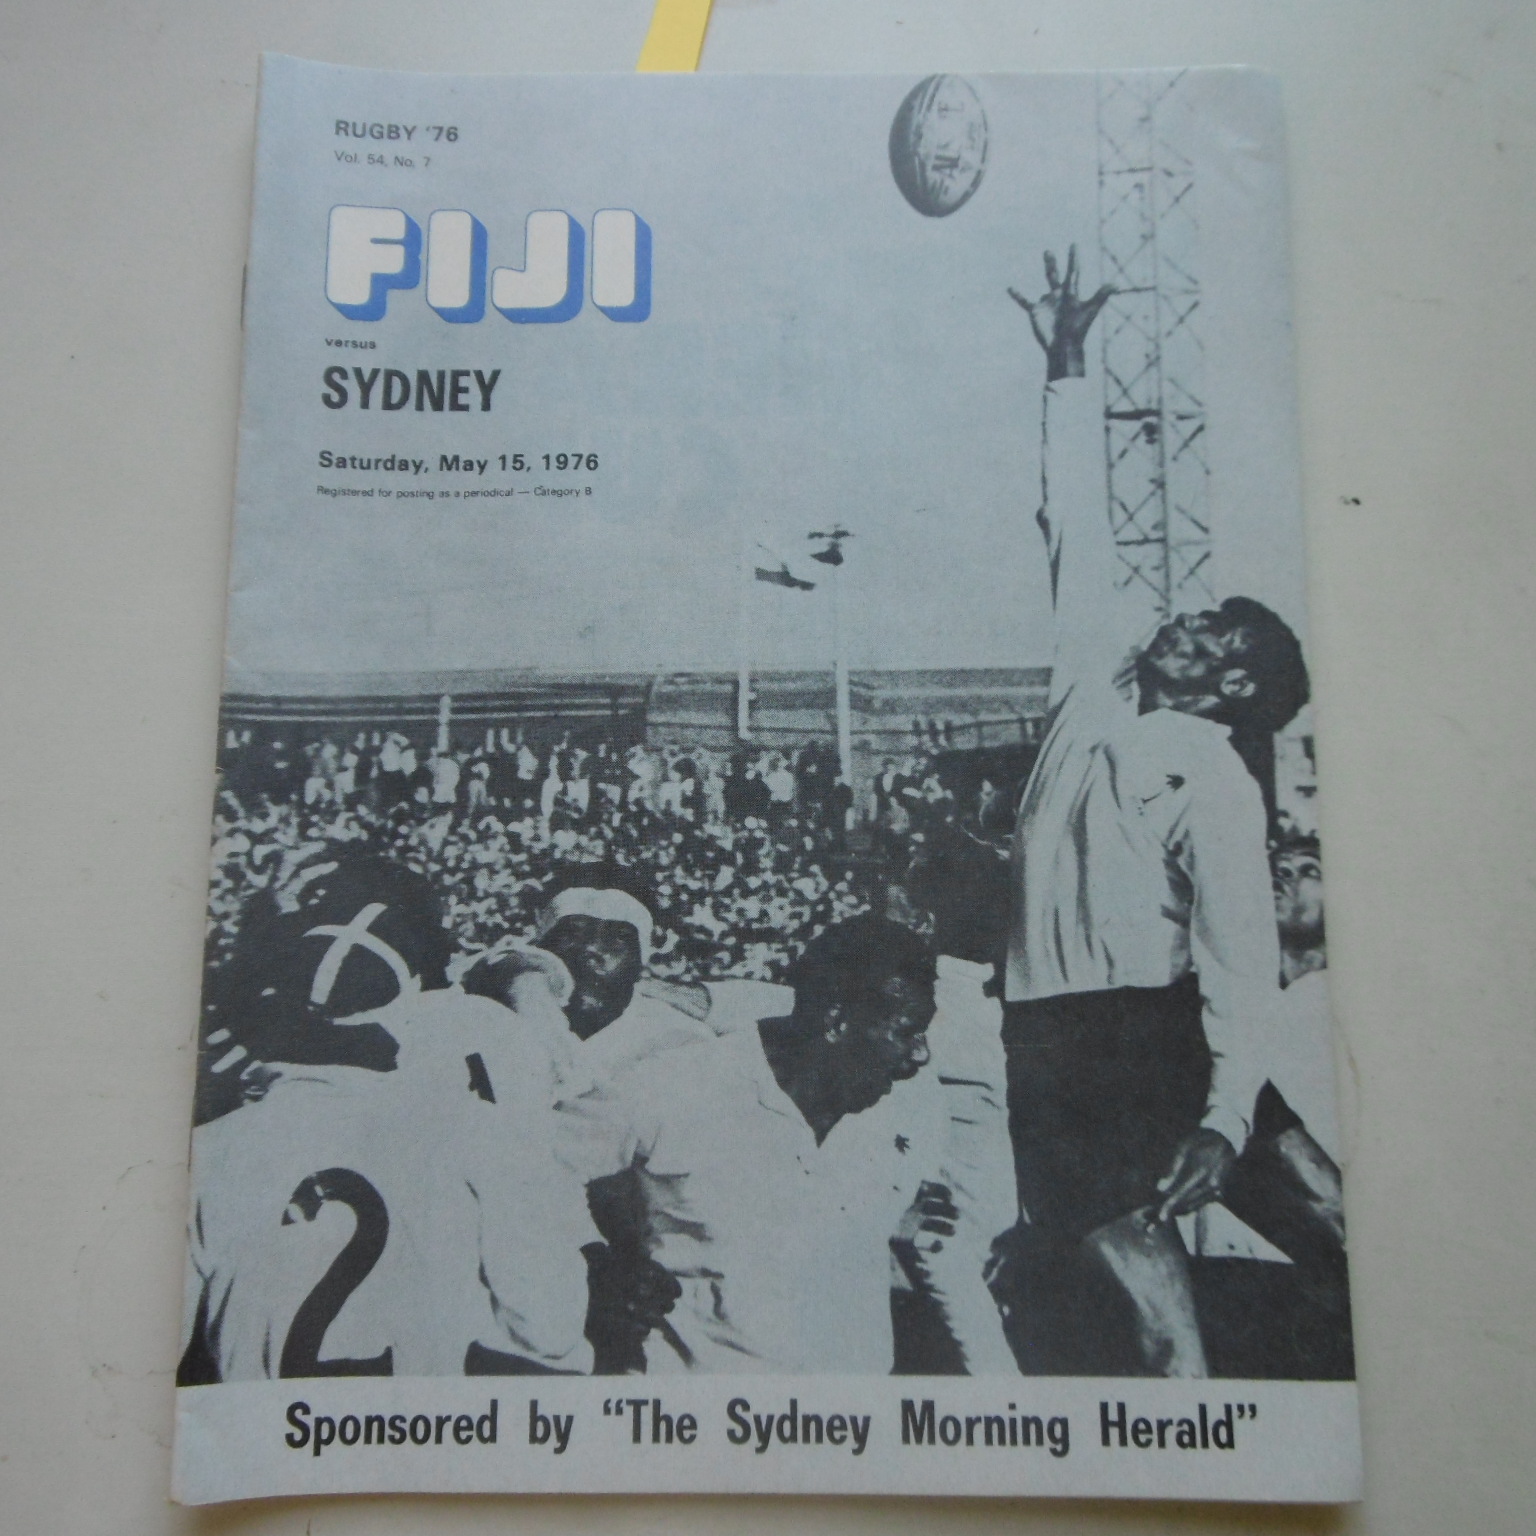 RUGBY '76
Vol. 54, No. 7
FIJI
versus
SYDNEY
Saturday, May 15, 1976
Registered for posting as a periodical — Category B
2
Sponsored by “The Sydney Morning Herald”